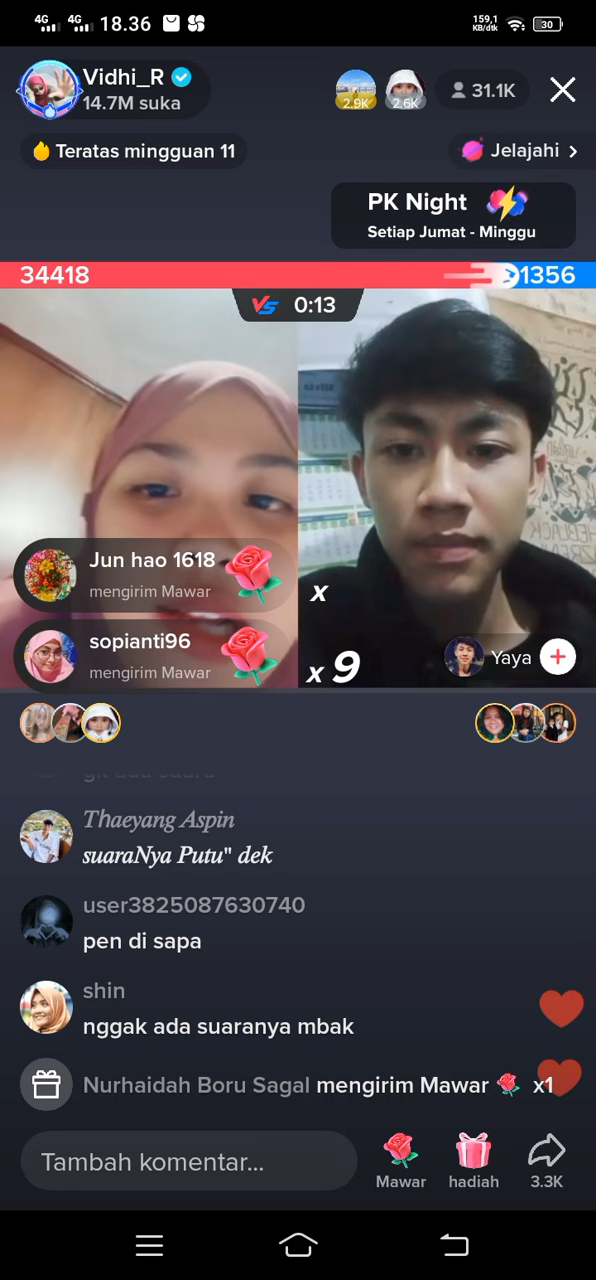 4G 4G 18.36 159,1 KB/dtk 30
Vidhi_R
14.7M suka
2.9K 2.6K 31.1K
Teratas mingguan 11
Jelajahi
PK Night
Setiap Jumat - Minggu
34418 1356
VS 0:13
Jun hao 1618
mengirim Mawar
x
sopianti96
mengirim Mawar
x 9
Yaya
Thaeyang Aspin
suaraNya Putu" dek
user3825087630740
pen di sapa
shin
nggak ada suaranya mbak
Nurhaidah Boru Sagal mengirim Mawar x1
Tambah komentar...
Mawar hadiah 3.3K